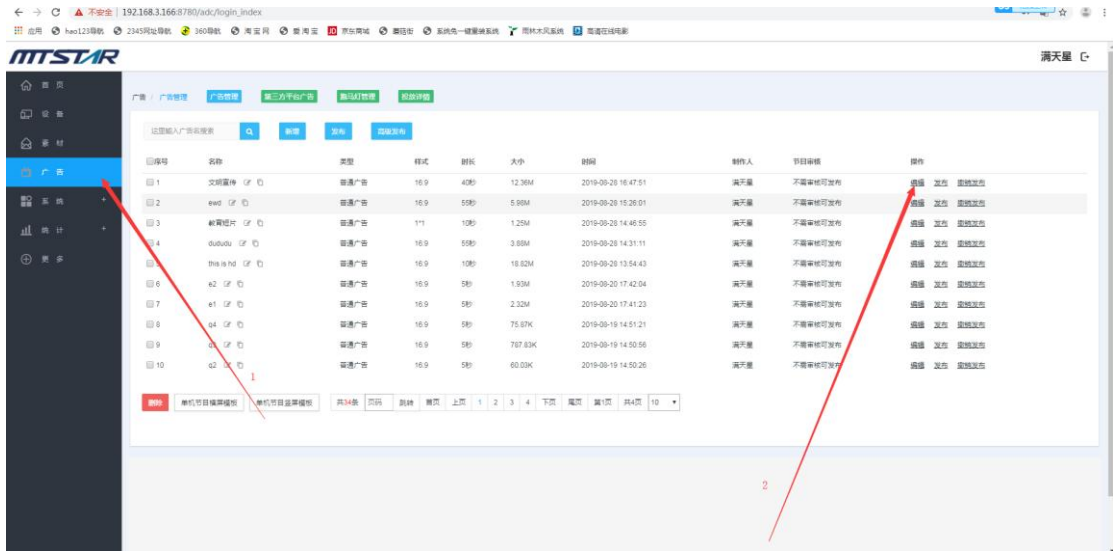 不安全 | 192.168.3.166:8780/adc/login_index
应用 hao123导航 2345网址导航 360导航 淘宝网 爱淘宝 JD 京东商城 蘑菇街 系统先一键重装系统 雨林木风系统
MTSTAR
满天星
首页
设备
素材
广告
系统 +
统计 +
更多
广告 / 广告管理 广告管理 第三方平台广告 跑马灯管理 投放详情
这里输入广告名搜索 新增 发布 高级发布
序号 名称 类型 样式 时长 大小 时间 制作人 节目审核 操作
1 文明宣传 普通广告 16:9 40秒 12.36M 2019-08-28 16:47:51 满天星 不需审核可发布 编辑 发布 撤销发布
2 ewd 普通广告 16:9 55秒 5.98M 2019-08-28 15:26:01 满天星 不需审核可发布 编辑 发布 撤销发布
3 教育短片 普通广告 1*1 10秒 1.25M 2019-08-28 14:46:55 满天星 不需审核可发布 编辑 发布 撤销发布
4 dududu 普通广告 16:9 55秒 3.88M 2019-08-28 14:31:11 满天星 不需审核可发布 编辑 发布 撤销发布
this is hd 普通广告 16:9 10秒 18.82M 2019-08-28 13:54:43 满天星 不需审核可发布 编辑 发布 撤销发布
6 e2 普通广告 16:9 5秒 1.93M 2019-08-20 17:42:04 满天星 不需审核可发布 编辑 发布 撤销发布
7 e1 普通广告 16:9 5秒 2.32M 2019-08-20 17:41:23 满天星 不需审核可发布 编辑 发布 撤销发布
8 q4 普通广告 16:9 5秒 75.87K 2019-08-19 14:51:21 满天星 不需审核可发布 编辑 发布 撤销发布
9 q3 普通广告 16:9 5秒 787.83K 2019-08-19 14:50:56 满天星 不需审核可发布 编辑 发布 撤销发布
10 q2 普通广告 16:9 5秒 60.03K 2019-08-19 14:50:26 满天星 不需审核可发布 编辑 发布 撤销发布
1
删除 单机节目横屏模板 单机节目竖屏模板 共34条 页码 跳转 首页 上页 1 2 3 4 下页 尾页 第1页 共4页 10
2